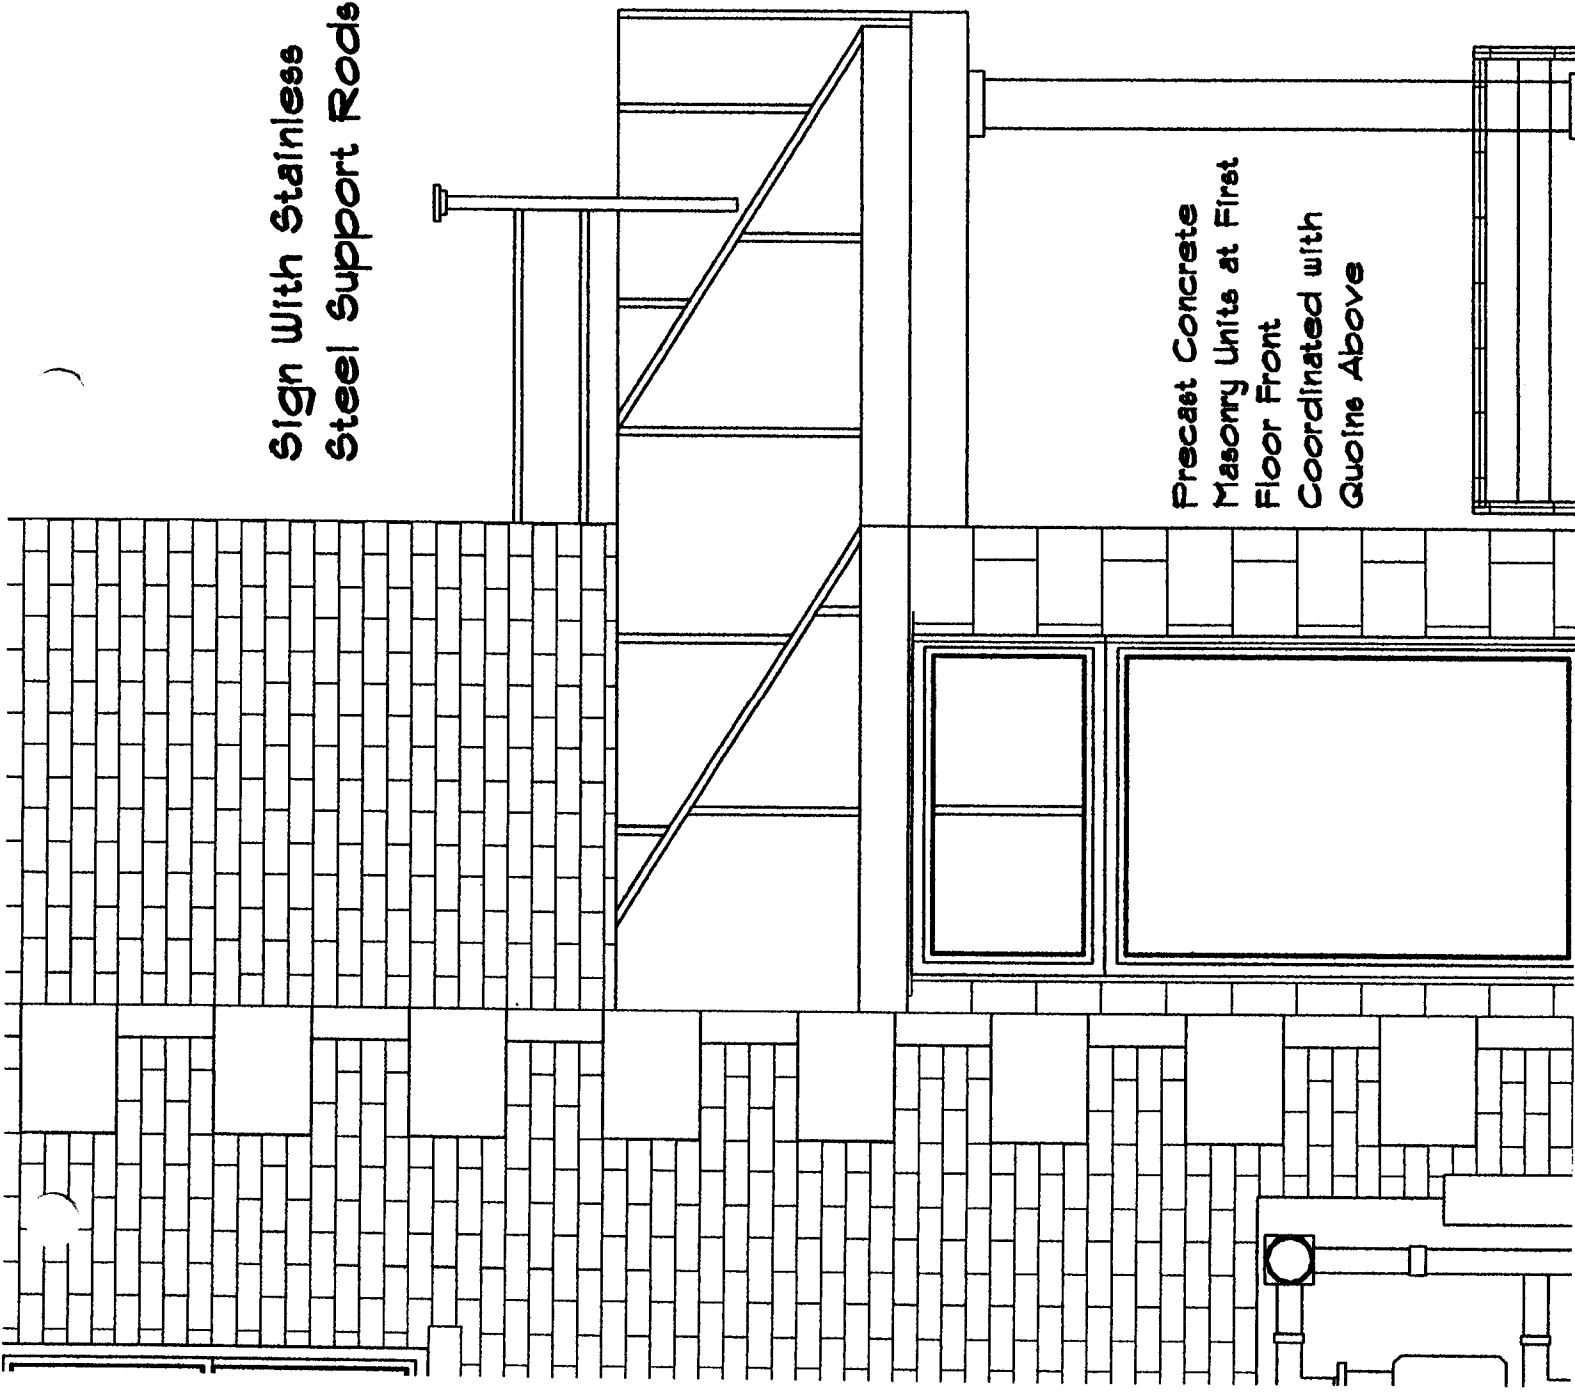 Sign With Stainless
Steel Support Rods
Precast Concrete
Masonry Units at First
Floor Front
Coordinated with
Quoins Above